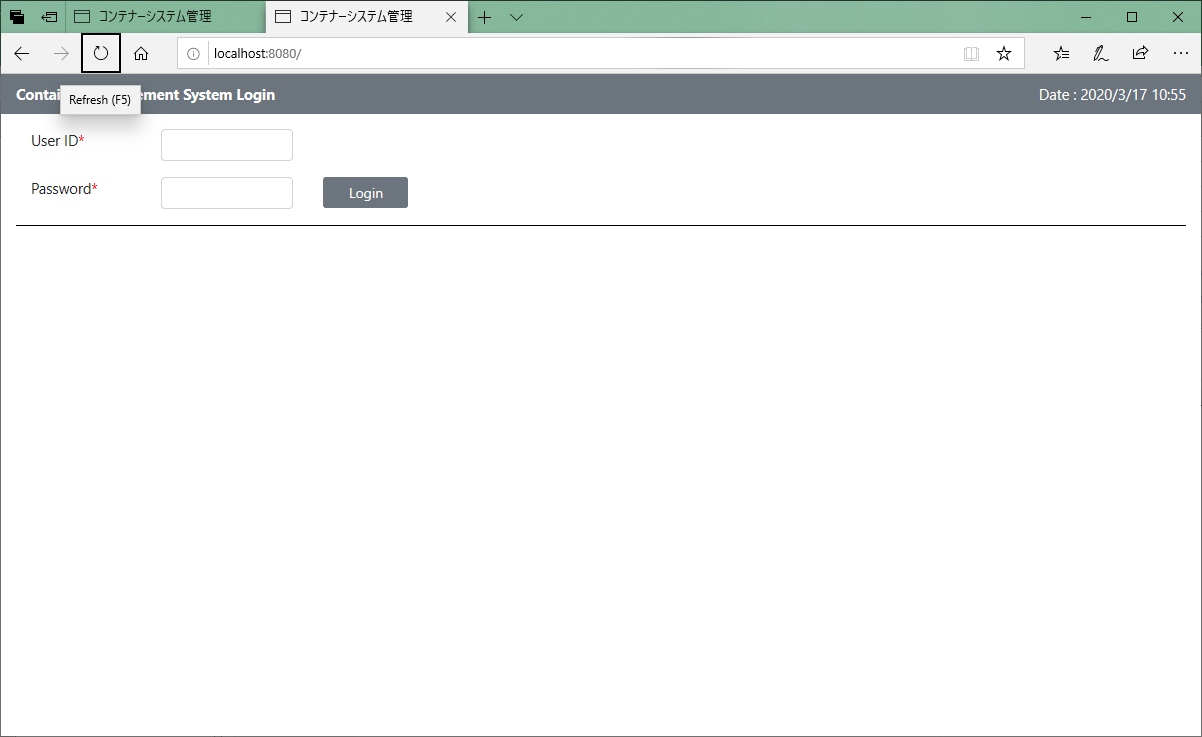 コンテナーシステム管理
コンテナーシステム管理
localhost:8080/
ement System Login
Date : 2020/3/17 10:55
Refresh (F5)
User ID*
Password*
Login